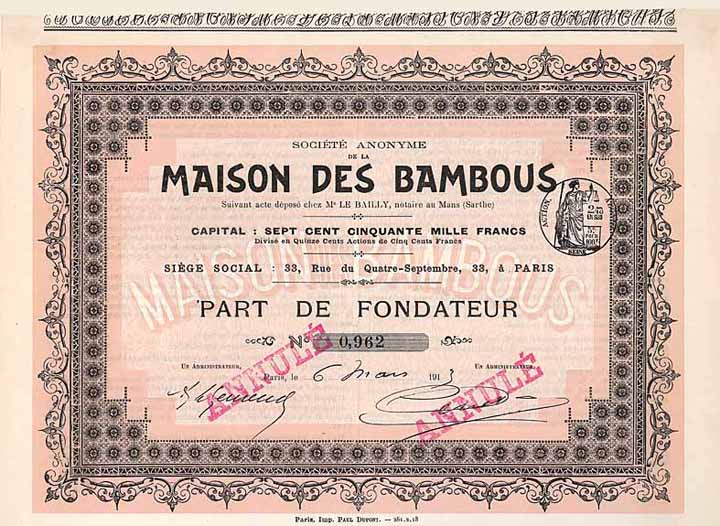 SOCIÉTÉ ANONYME
DE LA
MAISON DES BAMBOUS
Suivant acte déposé chez Mᵉ LE BAILLY, notaire au Mans (Sarthe)
CAPITAL : SEPT CENT CINQUANTE MILLE FRANCS
Divisé en Quinze Cents Actions de Cinq Cents Francs
SIÈGE SOCIAL : 33, Rue du Quatre-Septembre, 33, à PARIS
MAISON BAMBOUS
PART DE FONDATEUR
Nº 0,962
UN ADMINISTRATEUR,
UN ADMINISTRATEUR,
Paris, le 6 Mars 1913
ANNULÉ
ANNULÉ
Paris, Imp. PAUL DUPONT. —